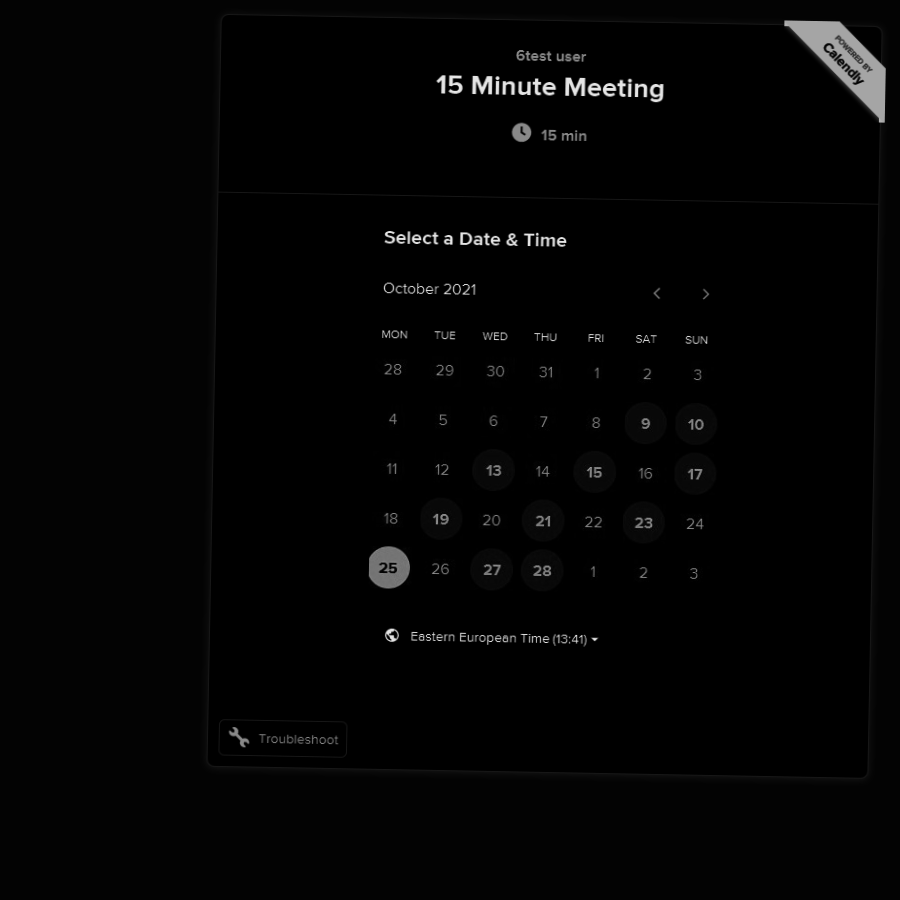 6test user
15 Minute Meeting
15 min
POWERED BY
Calendly
Select a Date & Time
October 2021
MON TUE WED THU FRI SAT SUN
28 29 30 31 1 2 3
4 5 6 7 8 9 10
11 12 13 14 15 16 17
18 19 20 21 22 23 24
25 26 27 28 1 2 3
Eastern European Time (13:41)
Troubleshoot